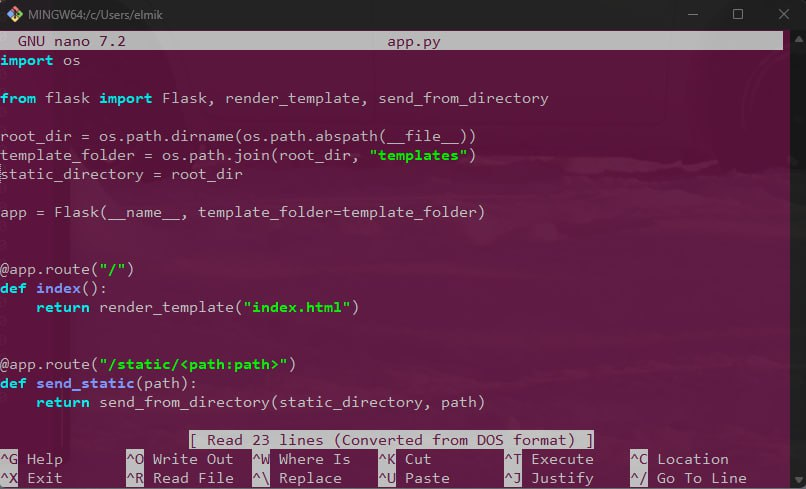 MINGW64:/c/Users/elmik
GNU nano 7.2 app.py
import os
from flask import Flask, render_template, send_from_directory
root_dir = os.path.dirname(os.path.abspath(__file__))
template_folder = os.path.join(root_dir, "templates")
static_directory = root_dir
app = Flask(__name__, template_folder=template_folder)
@app.route("/")
def index():
    return render_template("index.html")
@app.route("/static/<path:path>")
def send_static(path):
    return send_from_directory(static_directory, path)
[ Read 23 lines (Converted from DOS format) ]
^G Help ^O Write Out ^W Where Is ^K Cut ^T Execute ^C Location
^X Exit ^R Read File ^\ Replace ^U Paste ^J Justify ^/ Go To Line